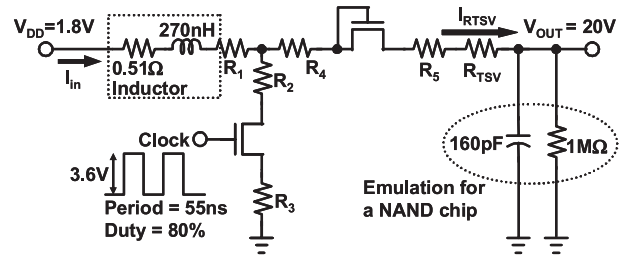 V_DD=1.8V
I_in
0.51Ω
Inductor
270nH
R_1
R_2
R_4
I_RTSV
V_OUT = 20V
R_5
R_TSV
Clock
3.6V
Period = 55ns
Duty = 80%
R_3
160pF
1MΩ
Emulation for
a NAND chip